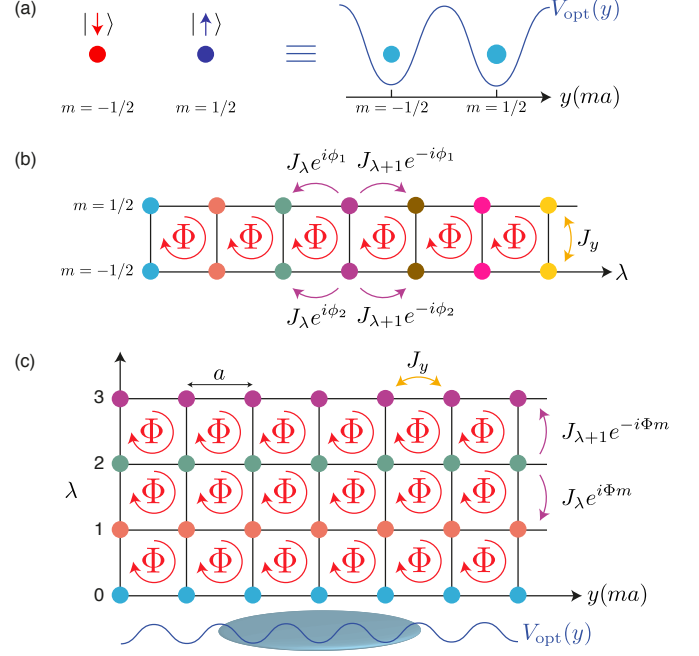 (a)
|↓⟩ |↑⟩ V_opt(y)
m = −1/2 m = 1/2 m = −1/2 m = 1/2 y(ma)
(b)
J_λ e^{iϕ_1} J_{λ+1} e^{−iϕ_1}
m = 1/2
Φ Φ Φ Φ Φ Φ J_y
m = −1/2 λ
J_λ e^{iϕ_2} J_{λ+1} e^{−iϕ_2}
(c)
a J_y
3
Φ Φ Φ Φ Φ Φ J_{λ+1} e^{−iΦm}
2
λ Φ Φ Φ Φ Φ Φ J_λ e^{iΦm}
1
Φ Φ Φ Φ Φ Φ
0 y(ma)
V_opt(y)